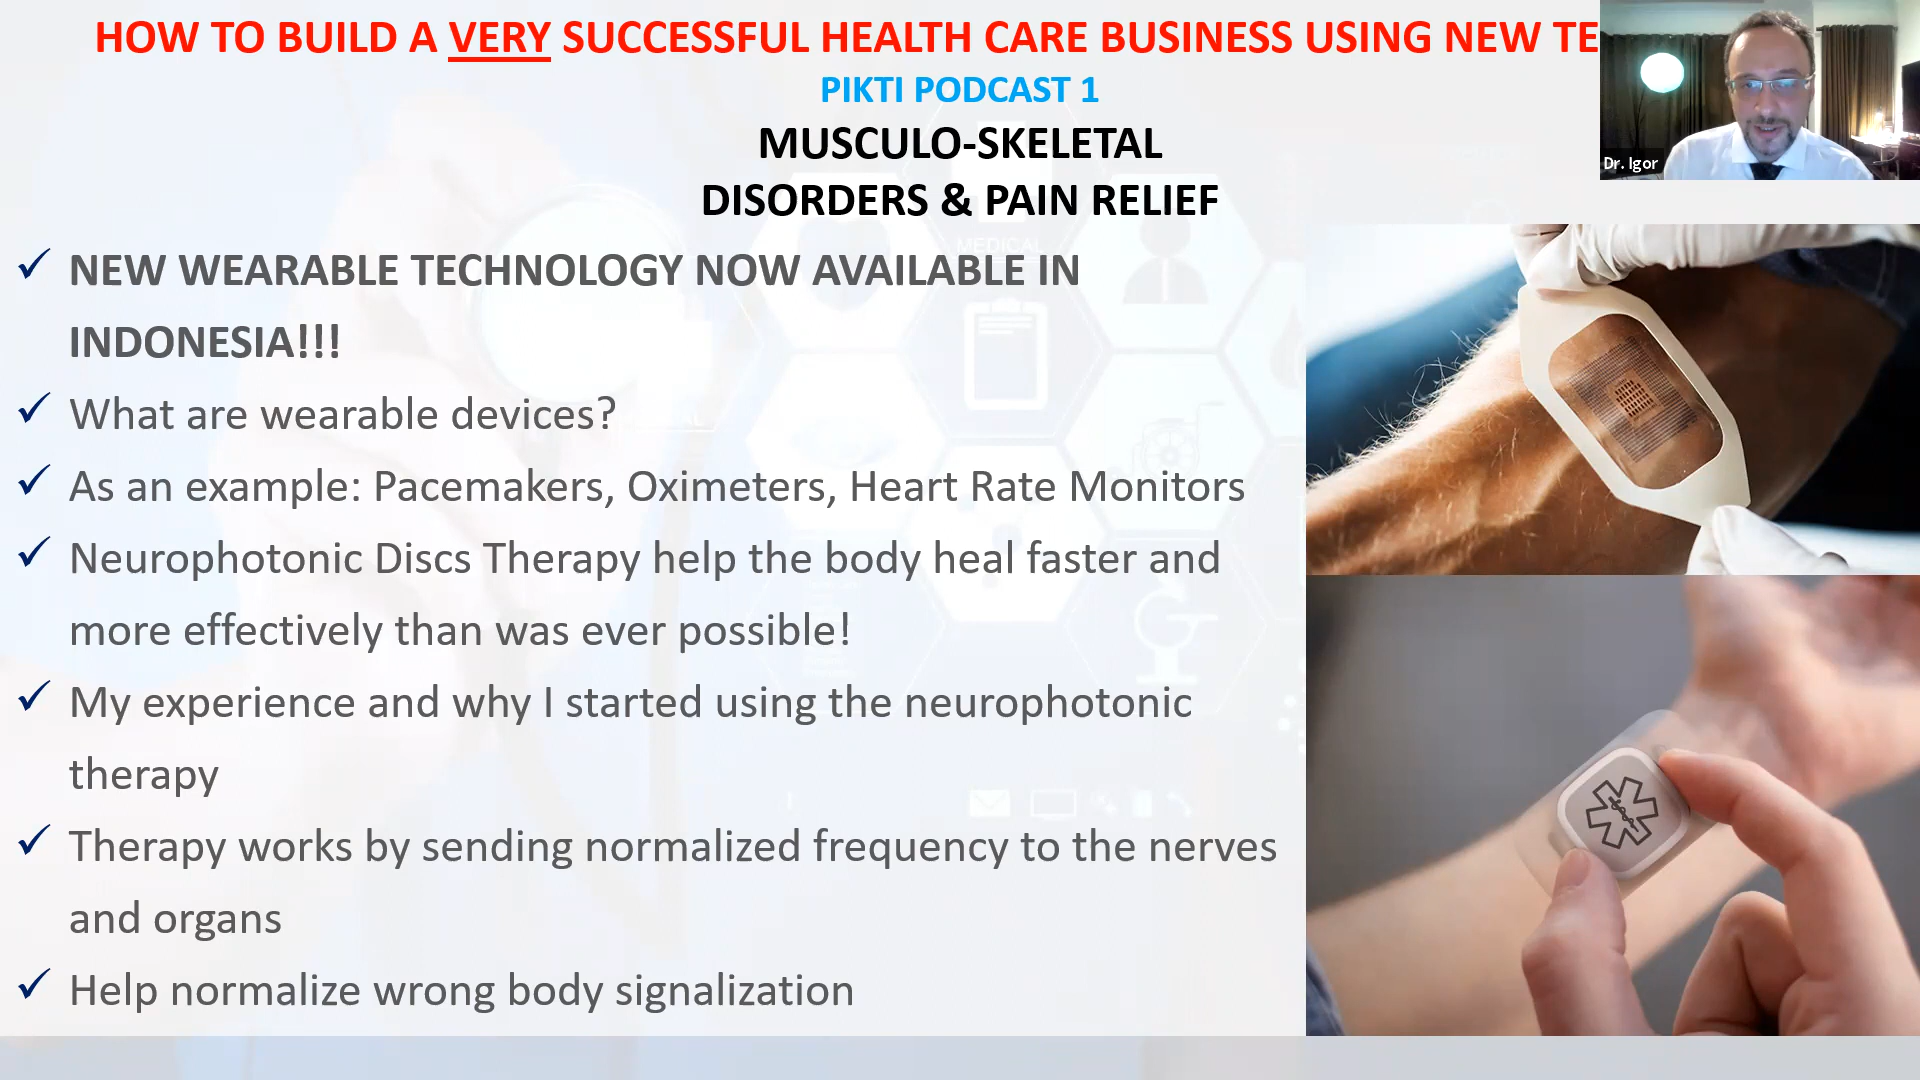 HOW TO BUILD A VERY SUCCESSFUL HEALTH CARE BUSINESS USING NEW TE
PIKTI PODCAST 1
MUSCULO-SKELETAL
DISORDERS & PAIN RELIEF
Dr. Igor
MEDICAL
✓ NEW WEARABLE TECHNOLOGY NOW AVAILABLE IN
INDONESIA!!!
✓ What are wearable devices?
✓ As an example: Pacemakers, Oximeters, Heart Rate Monitors
✓ Neurophotonic Discs Therapy help the body heal faster and
more effectively than was ever possible!
✓ My experience and why I started using the neurophotonic
therapy
✓ Therapy works by sending normalized frequency to the nerves
and organs
✓ Help normalize wrong body signalization